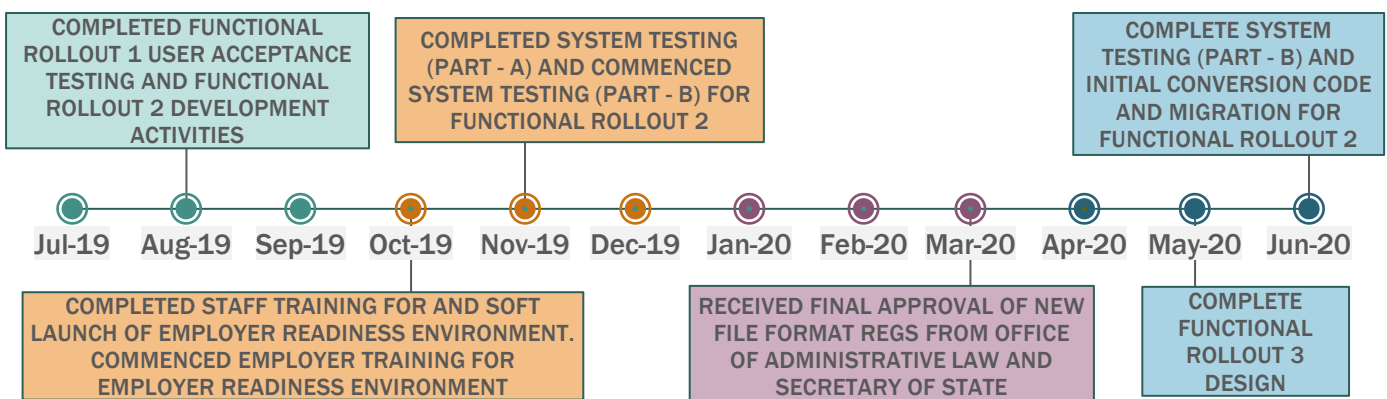 COMPLETED FUNCTIONAL
ROLLOUT 1 USER ACCEPTANCE
TESTING AND FUNCTIONAL
ROLLOUT 2 DEVELOPMENT
ACTIVITIES
COMPLETED SYSTEM TESTING
(PART - A) AND COMMENCED
SYSTEM TESTING (PART - B) FOR
FUNCTIONAL ROLLOUT 2
COMPLETE SYSTEM
TESTING (PART - B) AND
INITIAL CONVERSION CODE
AND MIGRATION FOR
FUNCTIONAL ROLLOUT 2
Jul-19 Aug-19 Sep-19 Oct-19 Nov-19 Dec-19 Jan-20 Feb-20 Mar-20 Apr-20 May-20 Jun-20
COMPLETED STAFF TRAINING FOR AND SOFT
LAUNCH OF EMPLOYER READINESS ENVIRONMENT.
COMMENCED EMPLOYER TRAINING FOR
EMPLOYER READINESS ENVIRONMENT
RECEIVED FINAL APPROVAL OF NEW
FILE FORMAT REGS FROM OFFICE
OF ADMINISTRATIVE LAW AND
SECRETARY OF STATE
COMPLETE
FUNCTIONAL
ROLLOUT 3
DESIGN